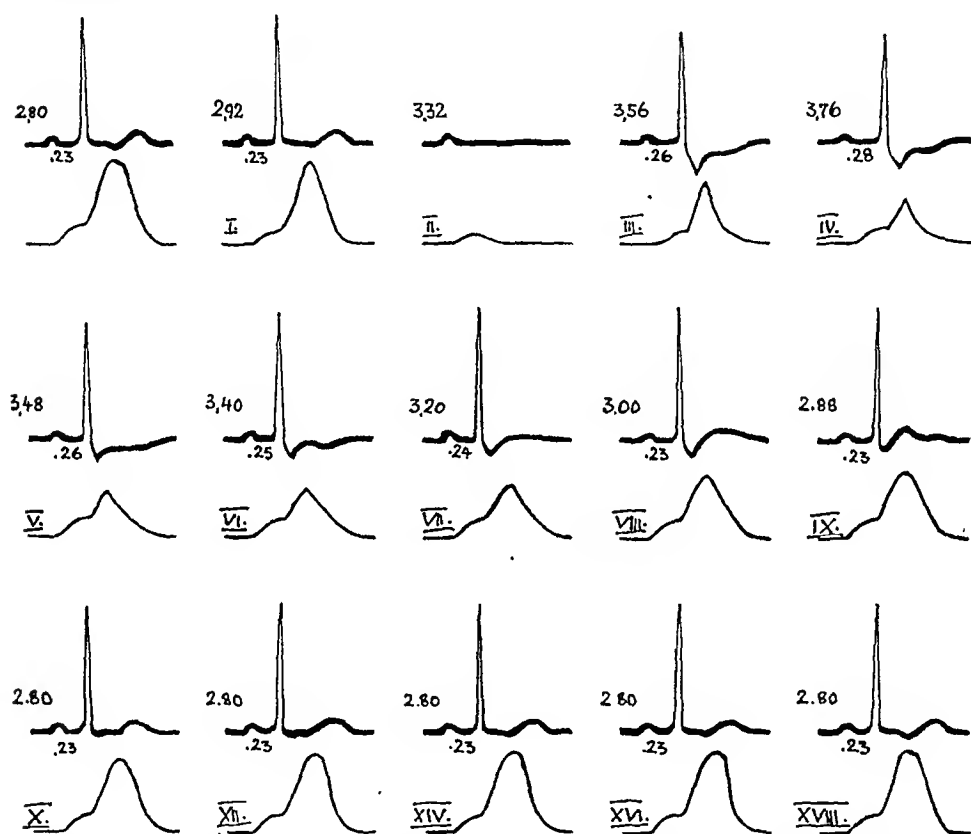 2,80 2,92 3,32 3,56 3,76
.23 .23 .26 .28
I. II. III. IV.
3,48 3,40 3,20 3,00 2.88
.26 .25 .24 .23 .23
V. VI. VII. VIII. IX.
2.80 2.80 2.80 2 80 2.80
.23 .23 .23 .23 .23
X. XII. XIV. XVI. XVIII.